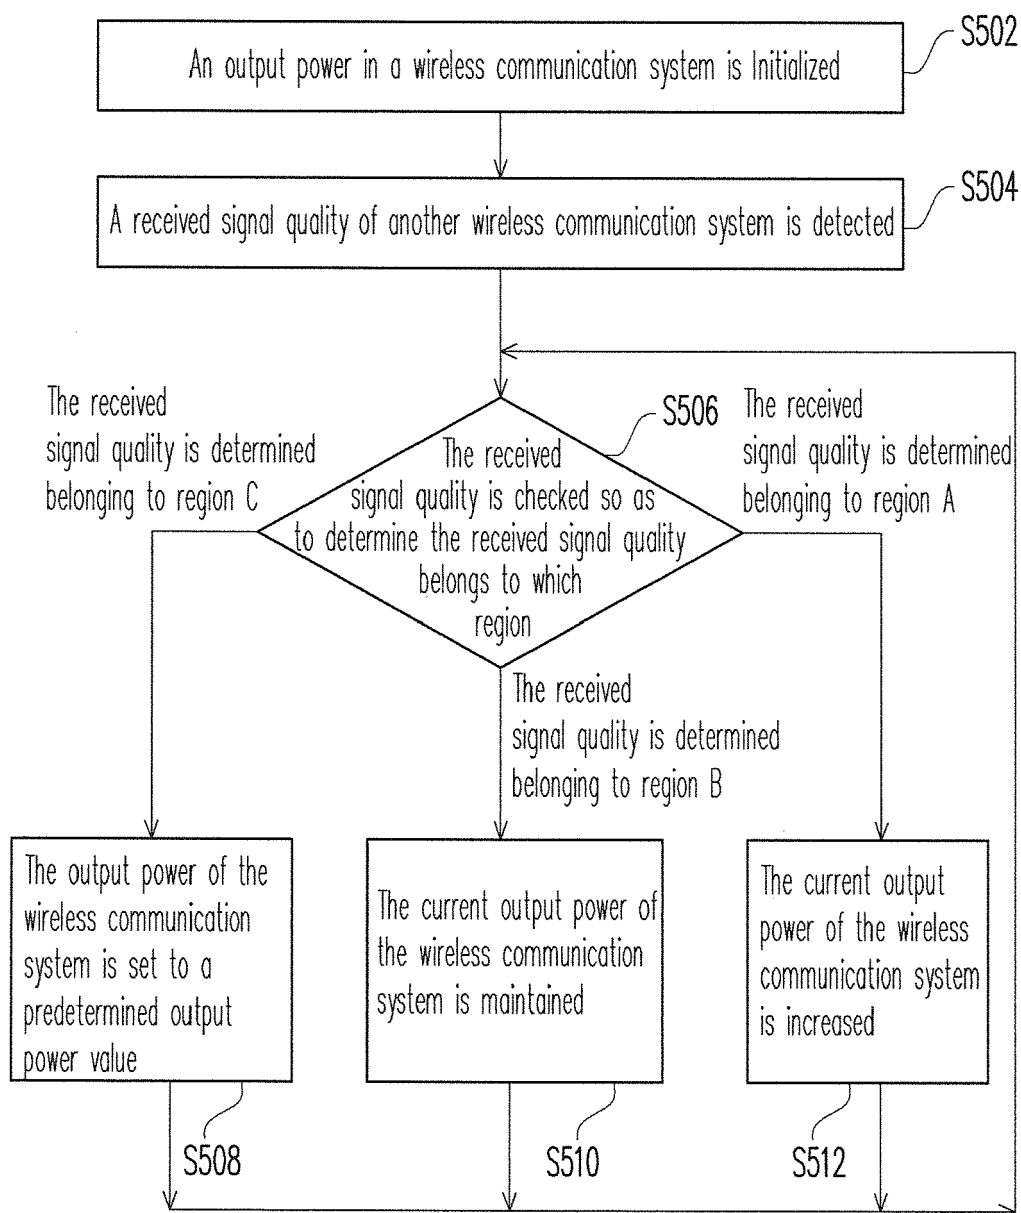 S502
An output power in a wireless communication system is Initialized
S504
A received signal quality of another wireless communication system is detected
The received
signal quality is determined
belonging to region C
S506
The received
signal quality is determined
belonging to region A
The received
signal quality is checked so as
to determine the received signal quality
belongs to which
region
The received
signal quality is determined
belonging to region B
The output power of the
wireless communication
system is set to a
predetermined output
power value
The current output power of
the wireless communication
system is maintained
The current output
power of the wireless
communication system
is increased
S508
S510
S512